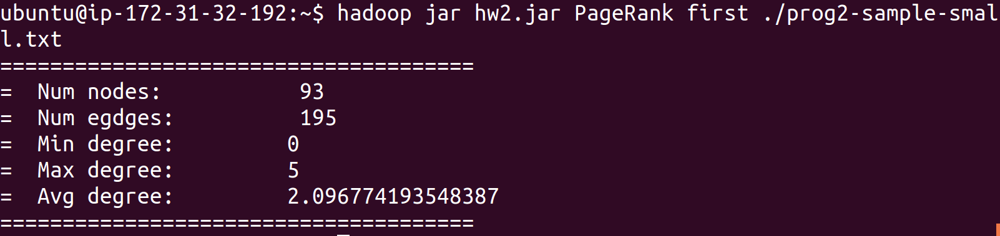 ubuntu@ip-172-31-32-192:~$ hadoop jar hw2.jar PageRank first ./prog2-sample-smal
l.txt
======================================
=  Num nodes:           93
=  Num egdges:          195
=  Min degree:         0
=  Max degree:         5
=  Avg degree:         2.096774193548387
======================================